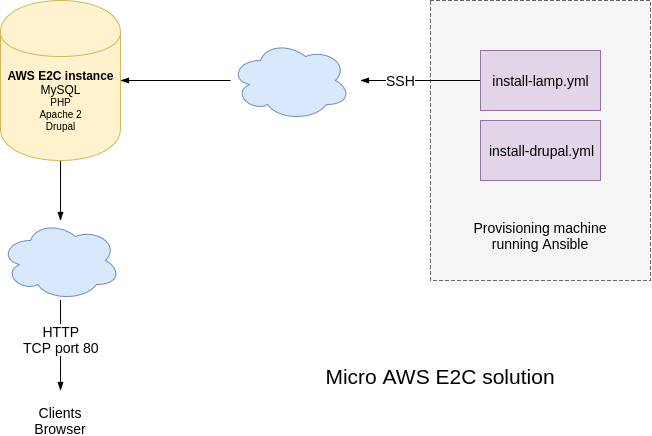 AWS E2C instance
MySQL
PHP
Apache 2
Drupal
SSH
install-lamp.yml
install-drupal.yml
Provisioning machine
running Ansible
HTTP
TCP port 80
Clients
Browser
Micro AWS E2C solution